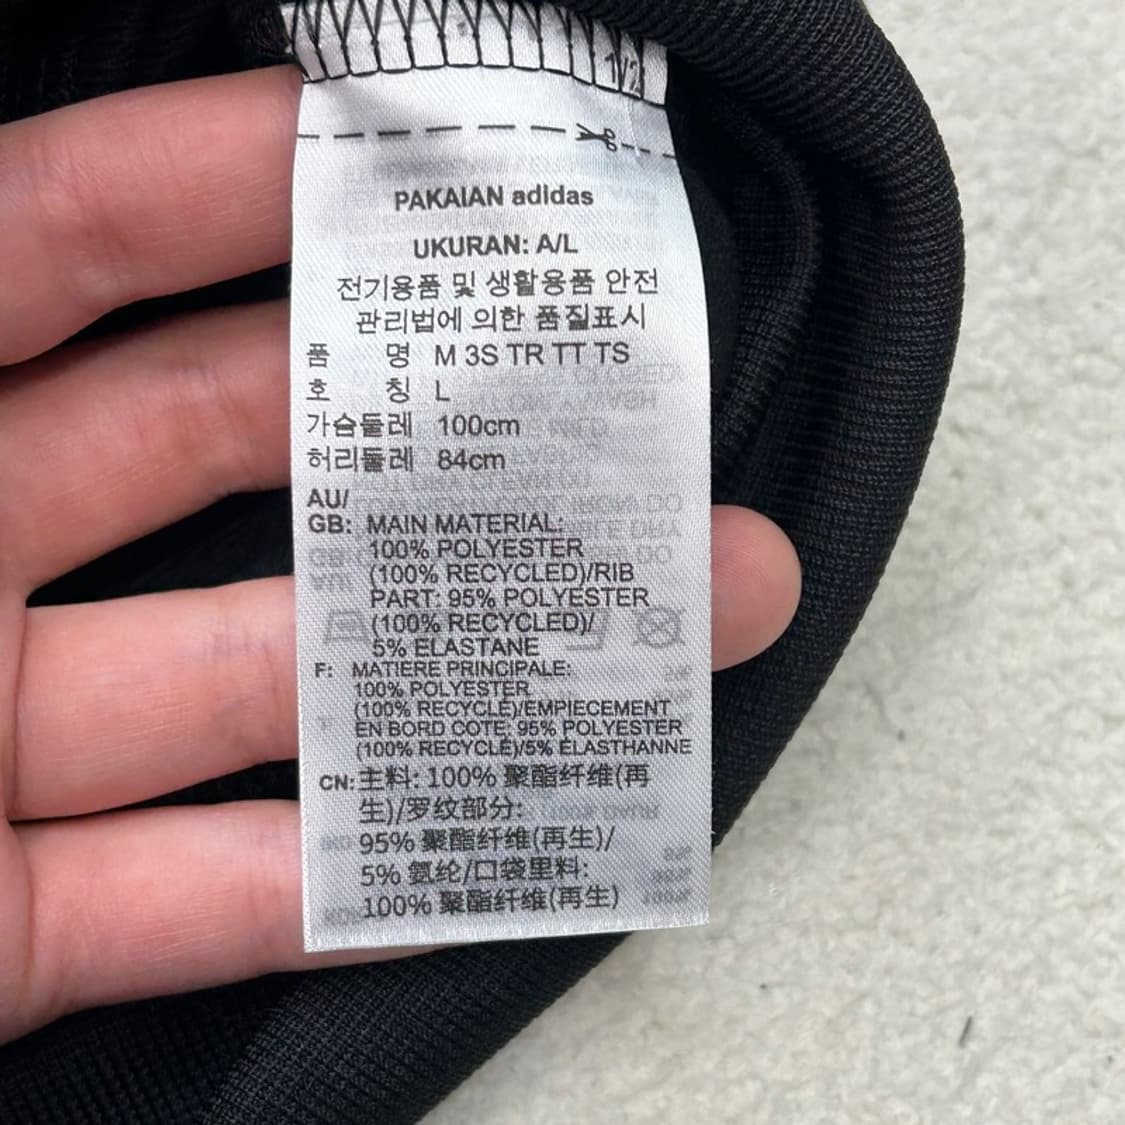 1/2
PAKAIAN adidas
UKURAN: A/L
전기용품 및 생활용품 안전
관리법에 의한 품질표시
품 명 M 3S TR TT TS
호 칭 L
가슴둘레 100cm
허리둘레 84cm
AU/
GB: MAIN MATERIAL:
100% POLYESTER
(100% RECYCLED)/RIB
PART: 95% POLYESTER
(100% RECYCLED)/
5% ELASTANE
F: MATIERE PRINCIPALE:
100% POLYESTER
(100% RECYCLÉ)/EMPIECEMENT
EN BORD COTE: 95% POLYESTER
(100% RECYCLÉ)/5% ÉLASTHANNE
CN: 主料: 100% 聚酯纤维(再
生)/罗纹部分:
95% 聚酯纤维(再生)/
5% 氨纶/口袋里料:
100% 聚酯纤维(再生)